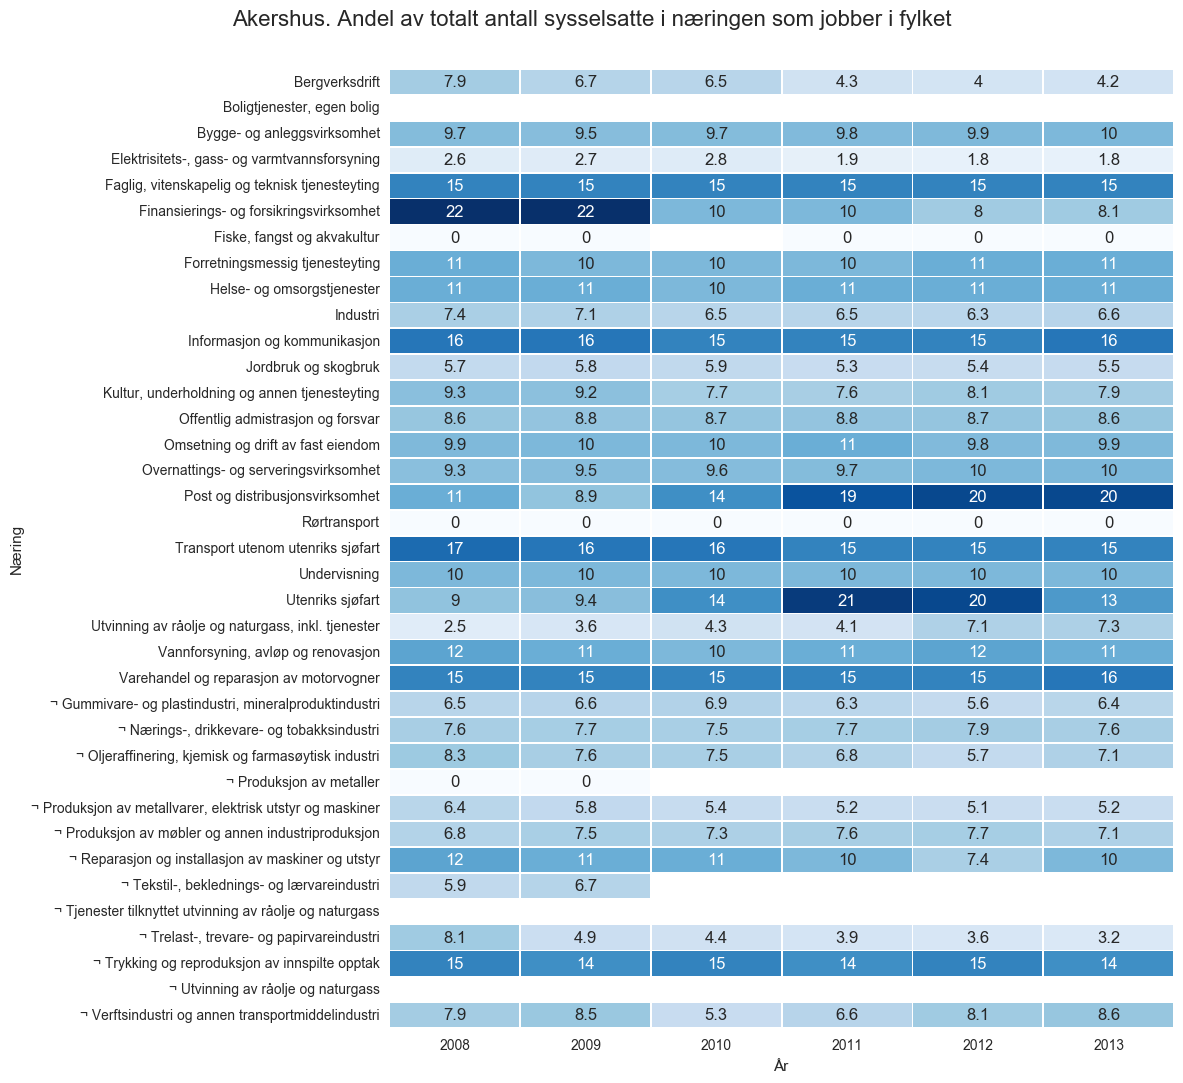 Akershus. Andel av totalt antall sysselsatte i næringen som jobber i fylket
Bergverksdrift 7.9 6.7 6.5 4.3 4 4.2
Boligtjenester, egen bolig
Bygge- og anleggsvirksomhet 9.7 9.5 9.7 9.8 9.9 10
Elektrisitets-, gass- og varmtvannsforsyning 2.6 2.7 2.8 1.9 1.8 1.8
Faglig, vitenskapelig og teknisk tjenesteyting 15 15 15 15 15 15
Finansierings- og forsikringsvirksomhet 22 22 10 10 8 8.1
Fiske, fangst og akvakultur 0 0 0 0 0
Forretningsmessig tjenesteyting 11 10 10 10 11 11
Helse- og omsorgstjenester 11 11 10 11 11 11
Industri 7.4 7.1 6.5 6.5 6.3 6.6
Informasjon og kommunikasjon 16 16 15 15 15 16
Jordbruk og skogbruk 5.7 5.8 5.9 5.3 5.4 5.5
Kultur, underholdning og annen tjenesteyting 9.3 9.2 7.7 7.6 8.1 7.9
Offentlig admistrasjon og forsvar 8.6 8.8 8.7 8.8 8.7 8.6
Omsetning og drift av fast eiendom 9.9 10 10 11 9.8 9.9
Overnattings- og serveringsvirksomhet 9.3 9.5 9.6 9.7 10 10
Post og distribusjonsvirksomhet 11 8.9 14 19 20 20
Rørtransport 0 0 0 0 0 0
Transport utenom utenriks sjøfart 17 16 16 15 15 15
Undervisning 10 10 10 10 10 10
Utenriks sjøfart 9 9.4 14 21 20 13
Utvinning av råolje og naturgass, inkl. tjenester 2.5 3.6 4.3 4.1 7.1 7.3
Vannforsyning, avløp og renovasjon 12 11 10 11 12 11
Varehandel og reparasjon av motorvogner 15 15 15 15 15 16
¬ Gummivare- og plastindustri, mineralproduktindustri 6.5 6.6 6.9 6.3 5.6 6.4
¬ Nærings-, drikkevare- og tobakksindustri 7.6 7.7 7.5 7.7 7.9 7.6
¬ Oljeraffinering, kjemisk og farmasøytisk industri 8.3 7.6 7.5 6.8 5.7 7.1
¬ Produksjon av metaller 0 0
¬ Produksjon av metallvarer, elektrisk utstyr og maskiner 6.4 5.8 5.4 5.2 5.1 5.2
¬ Produksjon av møbler og annen industriproduksjon 6.8 7.5 7.3 7.6 7.7 7.1
¬ Reparasjon og installasjon av maskiner og utstyr 12 11 11 10 7.4 10
¬ Tekstil-, beklednings- og lærvareindustri 5.9 6.7
¬ Tjenester tilknyttet utvinning av råolje og naturgass
¬ Trelast-, trevare- og papirvareindustri 8.1 4.9 4.4 3.9 3.6 3.2
¬ Trykking og reproduksjon av innspilte opptak 15 14 15 14 15 14
¬ Utvinning av råolje og naturgass
¬ Verftsindustri og annen transportmiddelindustri 7.9 8.5 5.3 6.6 8.1 8.6
2008 2009 2010 2011 2012 2013
År
Næring